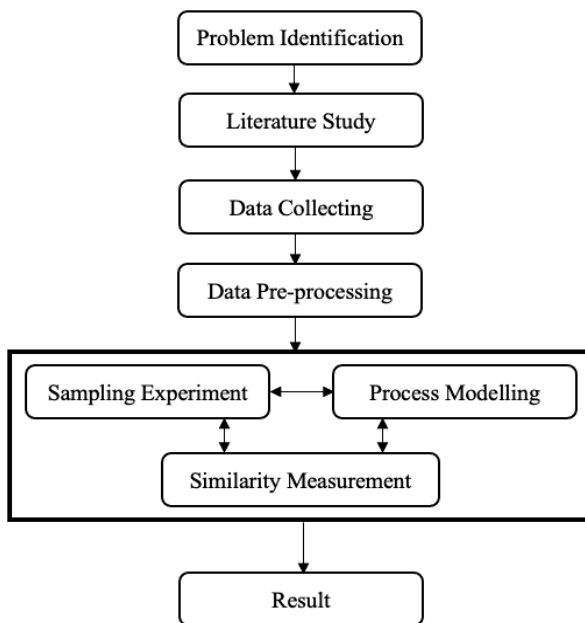 Problem Identification
Literature Study
Data Collecting
Data Pre-processing
Sampling Experiment
Process Modelling
Similarity Measurement
Result